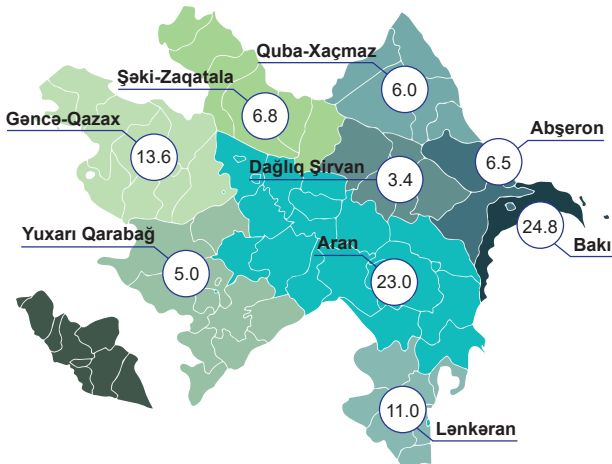 Quba-Xaçmaz
6.0
Şəki-Zaqatala
6.8
Gəncə-Qazax
13.6
Abşeron
6.5
Dağlıq Şirvan
3.4
24.8
Bakı
Yuxarı Qarabağ
5.0
Aran
23.0
11.0
Lənkəran